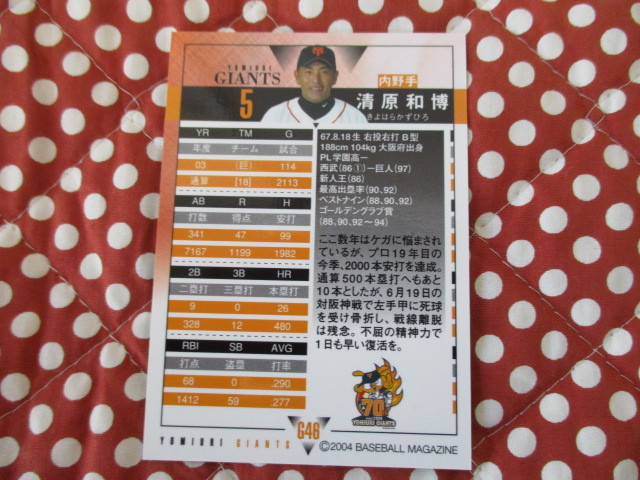 YOMIURI
GIANTS
5
内野手
清原和博
きよはらかずひろ
YR TM G
年度 チーム 試合
03 (巨) 114
通算 [18] 2113
AB R H
打数 得点 安打
341 47 99
7167 1199 1982
2B 3B HR
二塁打 三塁打 本塁打
9 0 26
328 12 480
RBI SB AVG
打点 盗塁 打率
68 0 .290
1412 59 .277
67.8.18生 右投右打 B型
188cm 104kg 大阪府出身
PL学園高ー
西武(86①)ー巨人(97)
新人王(86)
最高出塁率(90、92)
ベストナイン(88、90、92)
ゴールデングラブ賞
(88、90、92〜94)
ここ数年はケガに悩まされ
ているが、プロ19年目の
今季、2000本安打を達成。
通算500本塁打へもあと
10本としたが、6月19日の
対阪神戦で左手甲に死球
を受け骨折し、戦線離脱
は残念。不屈の精神力で
1日も早い復活を。
70
YOMIURI GIANTS
YOMIURI GIANTS
G46
©2004 BASEBALL MAGAZINE